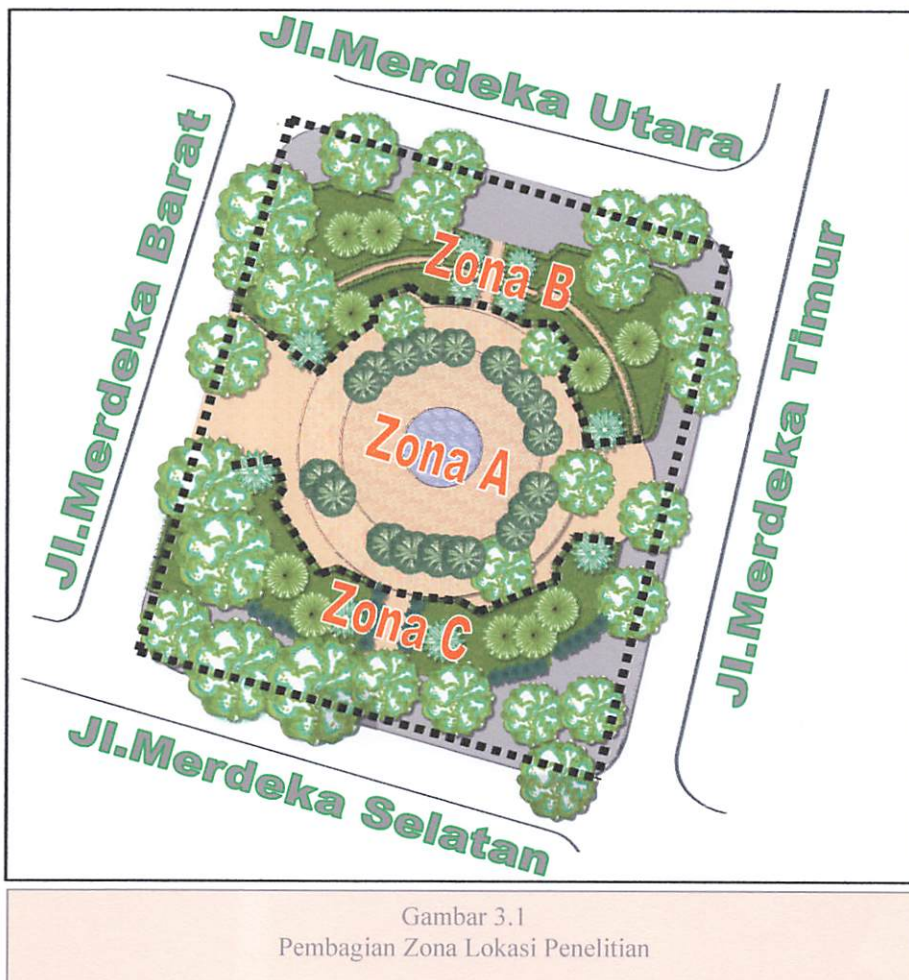 Jl.Merdeka Utara
Jl.Merdeka Barat
Zona B
Jl.Merdeka Timur
Zona A
Zona C
Jl.Merdeka Selatan
Gambar 3.1
Pembagian Zona Lokasi Penelitian